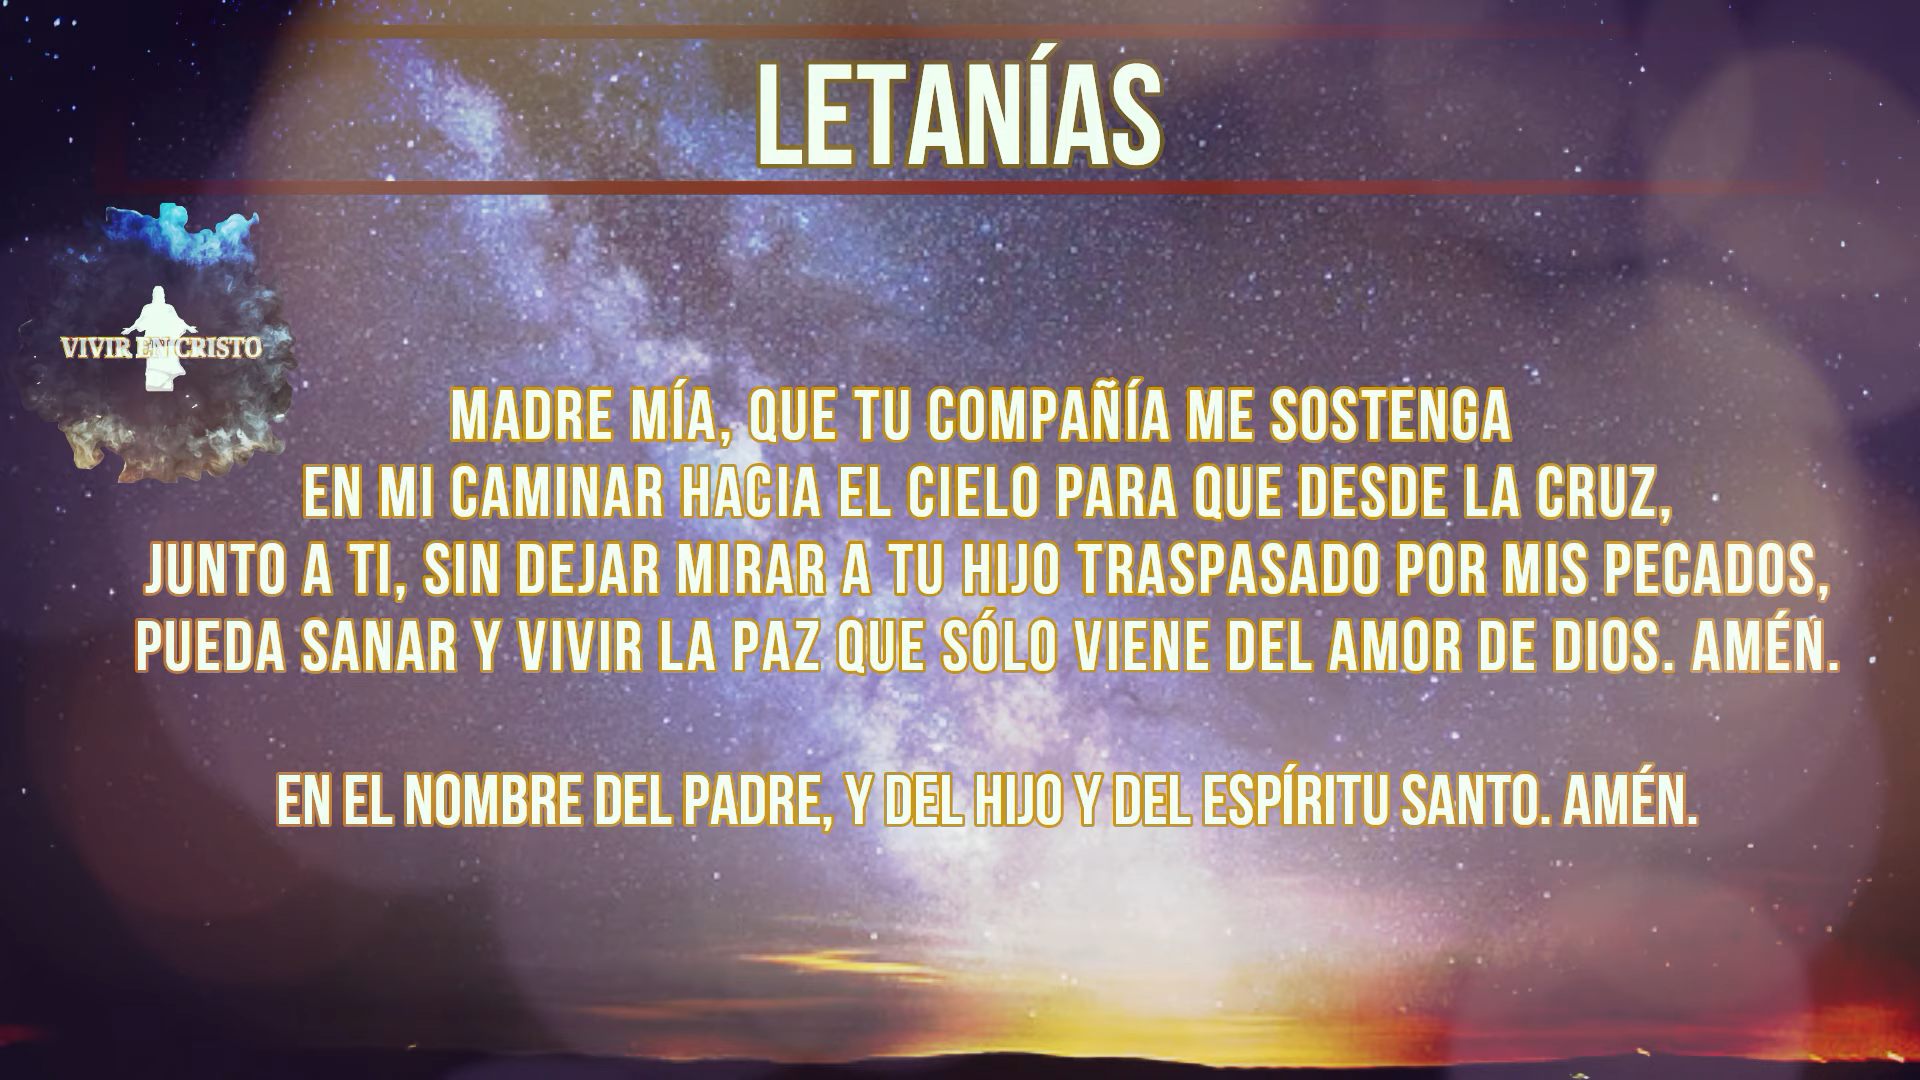 LETANÍAS
VIVIR EN CRISTO
MADRE MÍA, QUE TU COMPAÑÍA ME SOSTENGA
EN MI CAMINAR HACIA EL CIELO PARA QUE DESDE LA CRUZ,
JUNTO A TI, SIN DEJAR MIRAR A TU HIJO TRASPASADO POR MIS PECADOS,
PUEDA SANAR Y VIVIR LA PAZ QUE SÓLO VIENE DEL AMOR DE DIOS. AMÉN.
EN EL NOMBRE DEL PADRE, Y DEL HIJO Y DEL ESPÍRITU SANTO. AMÉN.